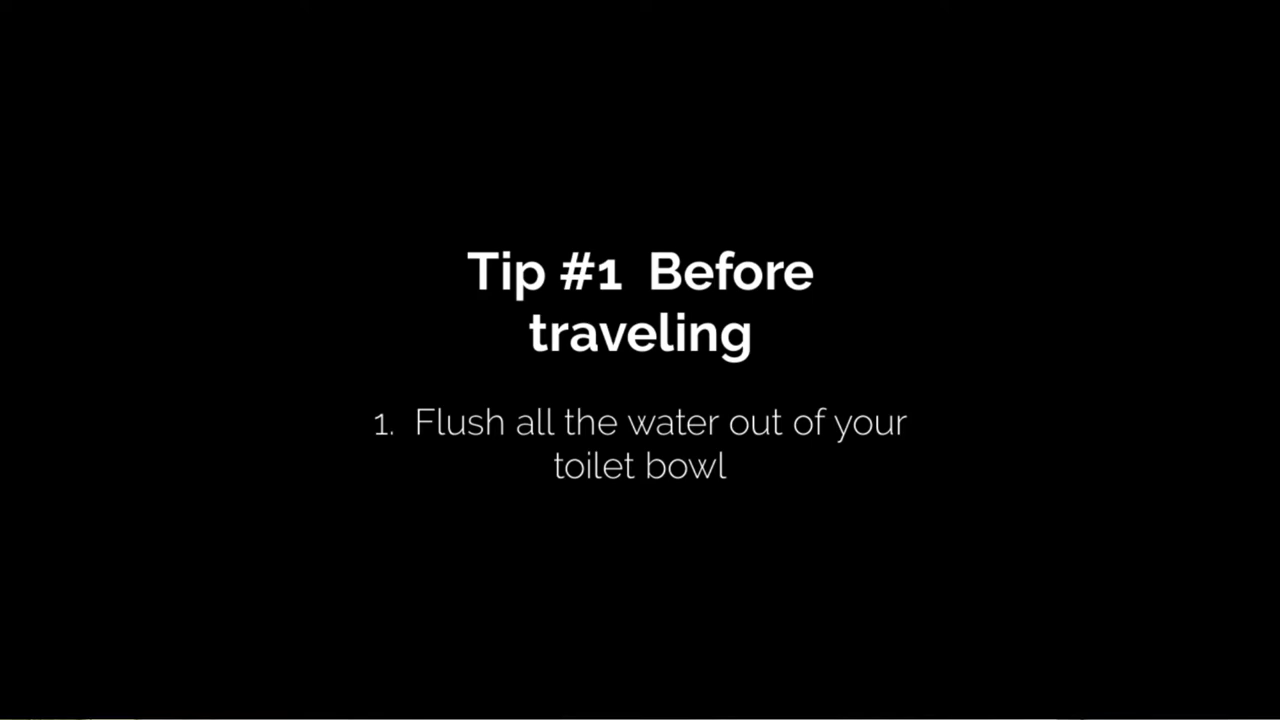 Tip #1  Before
traveling
1.  Flush all the water out of your
toilet bowl